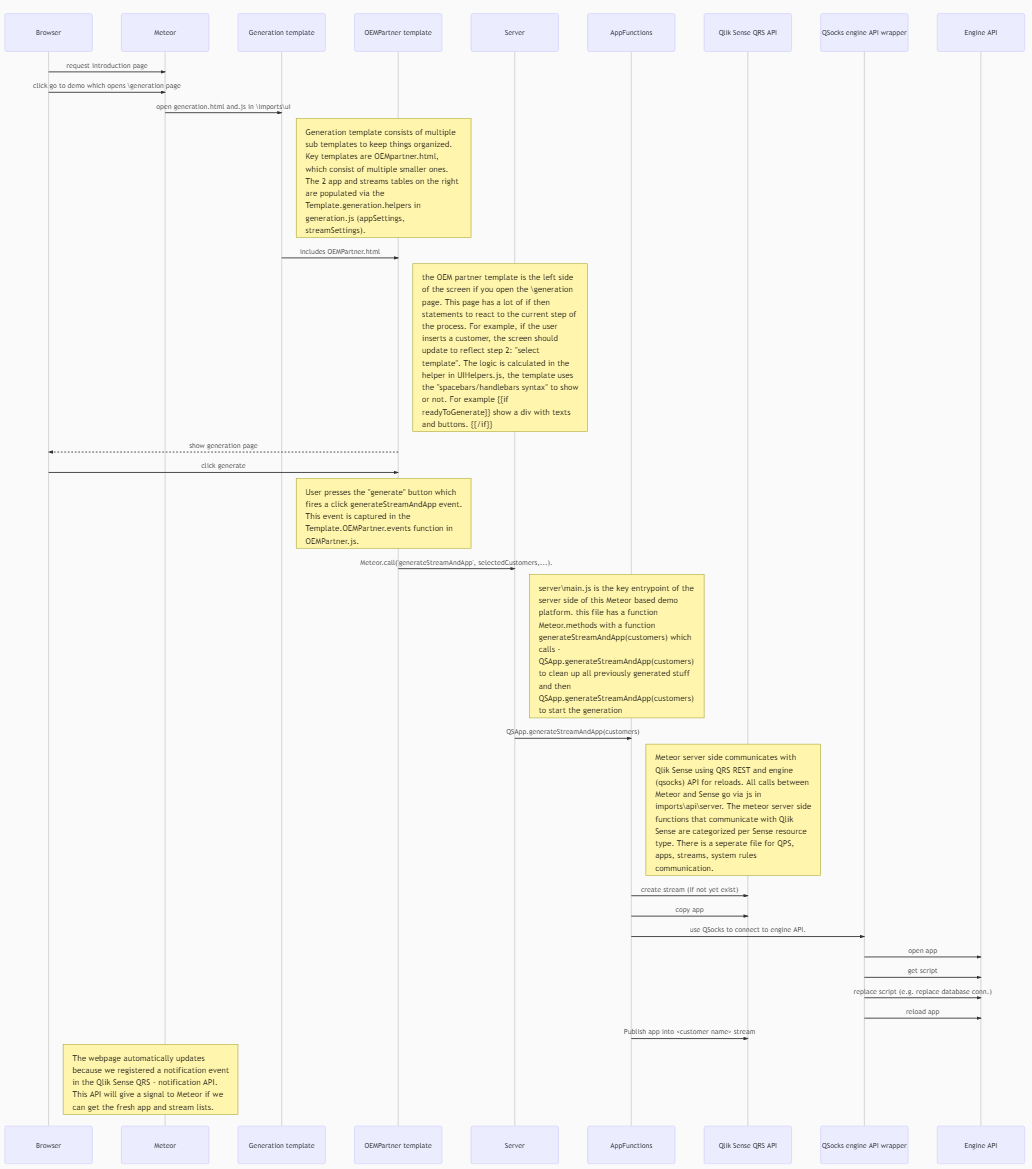 Browser
Meteor
Generation template
OEMPartner template
Server
AppFunctions
Qlik Sense QRS API
QSocks engine API wrapper
Engine API
request introduction page
click go to demo which opens \generation page
open generation.html and.js in \imports\ui
Generation template consists of multiple
sub templates to keep things organized.
Key templates are OEMpartner.html,
which consist of multiple smaller ones.
The 2 app and streams tables on the right
are populated via the
Template.generation.helpers in
generation.js (appSettings,
streamSettings).
includes OEMPartner.html
the OEM partner template is the left side
of the screen if you open the \generation
page. This page has a lot of if then
statements to react to the current step of
the process. For example, if the user
inserts a customer, the screen should
update to reflect step 2: "select
template". The logic is calculated in the
helper in UIHelpers.js, the template uses
the "spacebars/handlebars syntax" to show
or not. For example {{if
readyToGenerate}} show a div with texts
and buttons. {{/if}}
show generation page
click generate
User presses the "generate" button which
fires a click generateStreamAndApp event.
This event is captured in the
Template.OEMPartner.events function in
OEMPartner.js.
Meteor.call('generateStreamAndApp', selectedCustomers,...).
server\main.js is the key entrypoint of the
server side of this Meteor based demo
platform. this file has a function
Meteor.methods with a function
generateStreamAndApp(customers) which
calls -
QSApp.generateStreamAndApp(customers)
to clean up all previously generated stuff
and then
QSApp.generateStreamAndApp(customers)
to start the generation
QSApp.generateStreamAndApp(customers)
Meteor server side communicates with
Qlik Sense using QRS REST and engine
(qsocks) API for reloads. All calls between
Meteor and Sense go via js in
imports\api\server. The meteor server side
functions that communicate with Qlik
Sense are categorized per Sense resource
type. There is a seperate file for QPS,
apps, streams, system rules
communication.
create stream (if not yet exist)
copy app
use QSocks to connect to engine API.
open app
get script
replace script (e.g. replace database conn.)
reload app
Publish app into <customer name> stream
The webpage automatically updates
because we registered a notification event
in the Qlik Sense QRS - notification API.
This API will give a signal to Meteor if we
can get the fresh app and stream lists.
Browser
Meteor
Generation template
OEMPartner template
Server
AppFunctions
Qlik Sense QRS API
QSocks engine API wrapper
Engine API